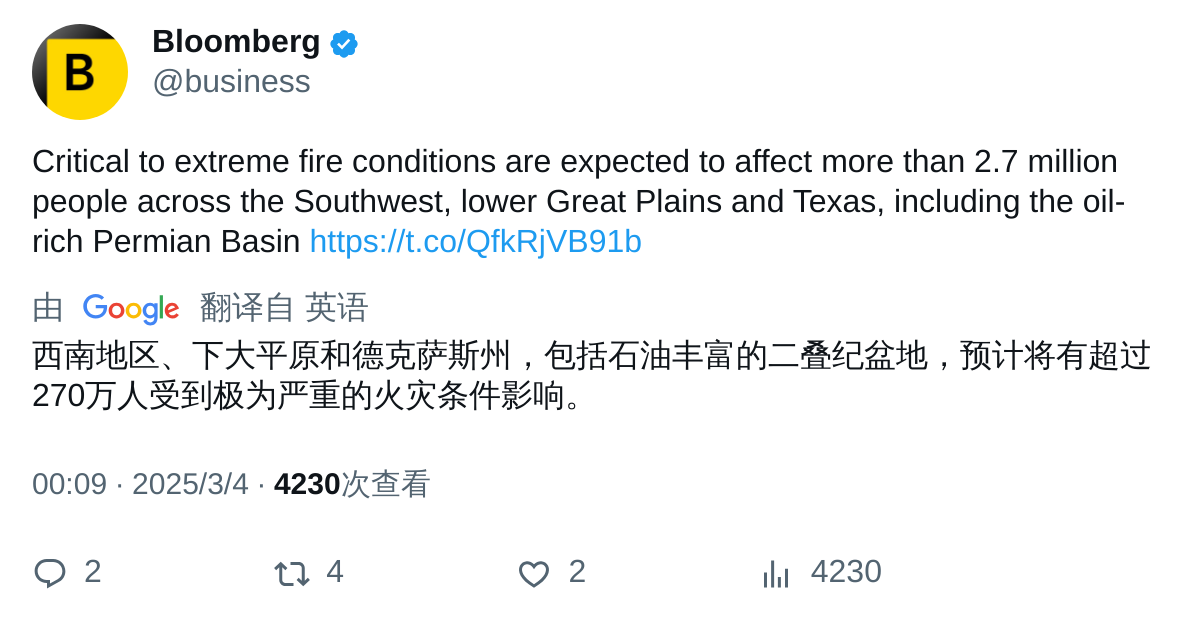 B
Bloomberg
@business
Critical to extreme fire conditions are expected to affect more than 2.7 million
people across the Southwest, lower Great Plains and Texas, including the oil-
rich Permian Basin https://t.co/QfkRjVB91b
由 Google 翻译自 英语
西南地区、下大平原和德克萨斯州，包括石油丰富的二叠纪盆地，预计将有超过
270万人受到极为严重的火灾条件影响。
00:09 · 2025/3/4 · 4230次查看
2 4 2 4230